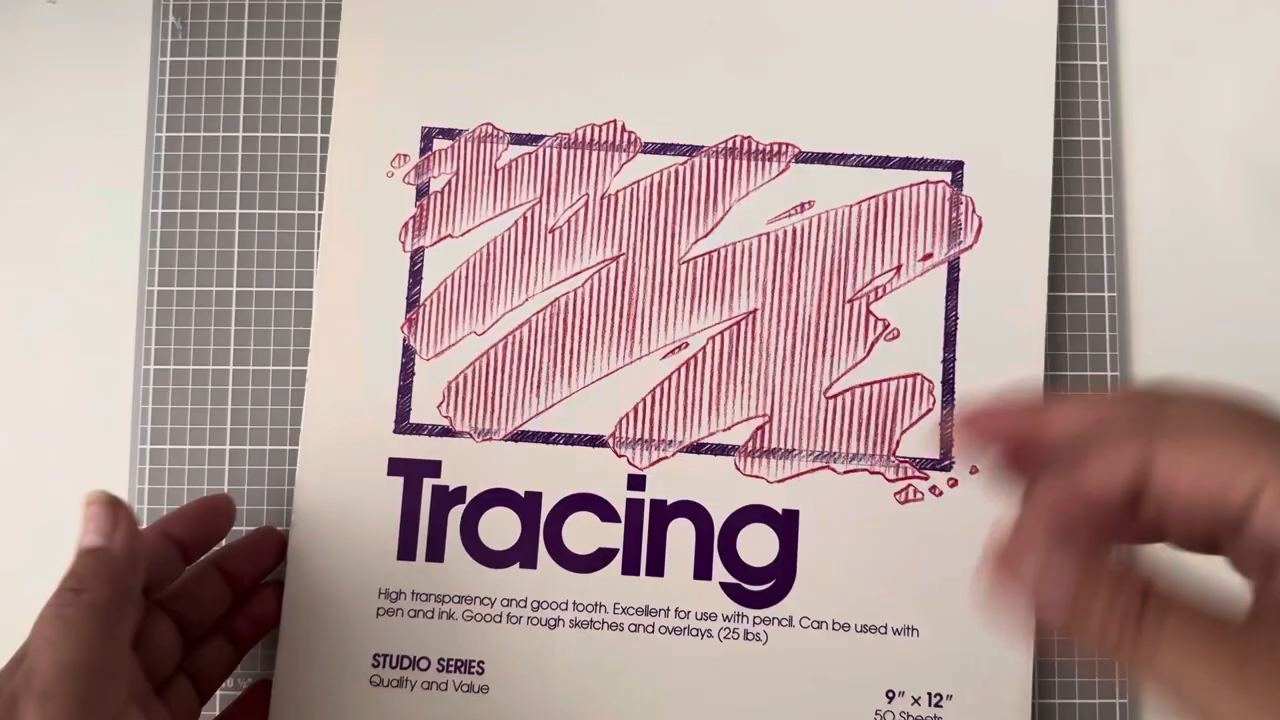 Tracing
High transparency and good tooth. Excellent for use with pencil. Can be used with
pen and ink. Good for rough sketches and overlays. (25 lbs.)
STUDIO SERIES
Quality and Value
9" x 12"
50 Sheets